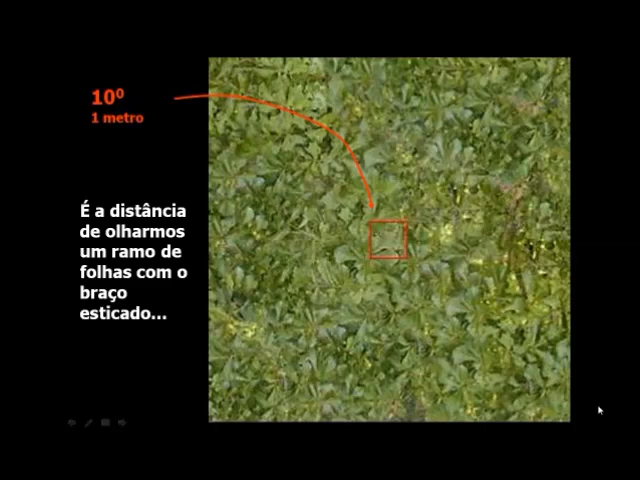 10⁰
1 metro
É a distância
de olharmos
um ramo de
folhas com o
braço
esticado...